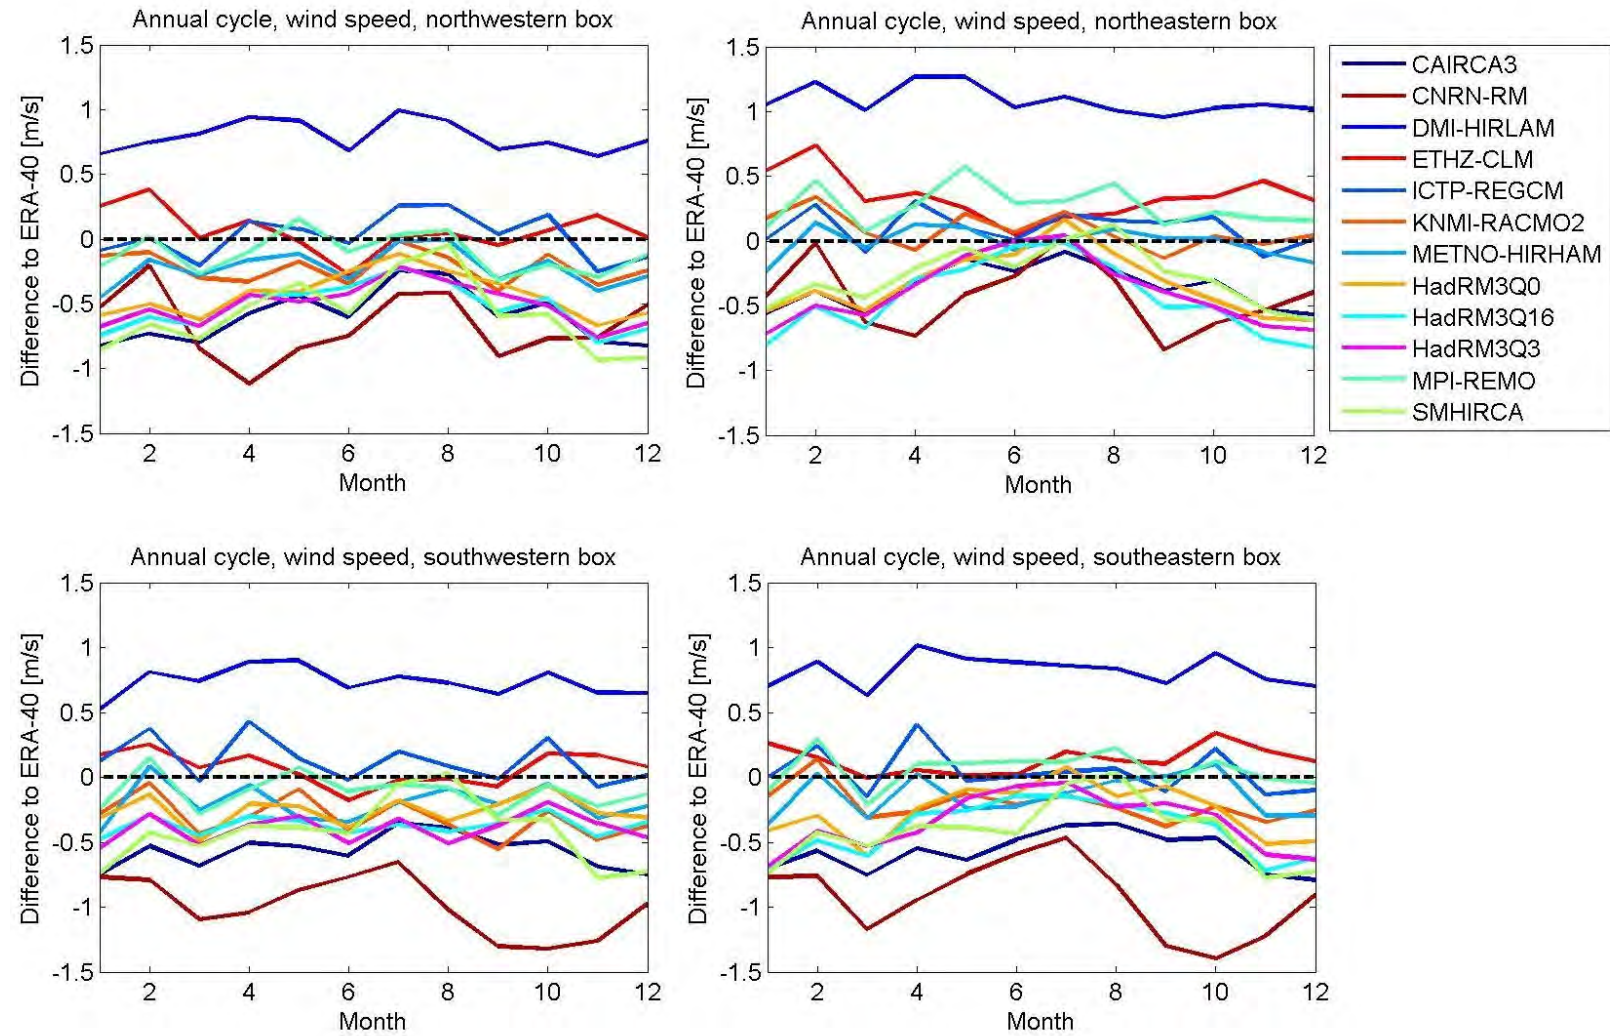 Annual cycle, wind speed, northwestern box
1.5
1
0.5
0
-0.5
-1
-1.5
Difference to ERA-40 [m/s]
2
4
6
8
10
12
Month
Annual cycle, wind speed, northeastern box
1.5
1
0.5
0
-0.5
-1
-1.5
Difference to ERA-40 [m/s]
2
4
6
8
10
12
Month
CAIRCA3
CNRN-RM
DMI-HIRLAM
ETHZ-CLM
ICTP-REGCM
KNMI-RACMO2
METNO-HIRHAM
HadRM3Q0
HadRM3Q16
HadRM3Q3
MPI-REMO
SMHIRCA
Annual cycle, wind speed, southwestern box
1.5
1
0.5
0
-0.5
-1
-1.5
Difference to ERA-40 [m/s]
2
4
6
8
10
12
Month
Annual cycle, wind speed, southeastern box
1.5
1
0.5
0
-0.5
-1
-1.5
Difference to ERA-40 [m/s]
2
4
6
8
10
12
Month